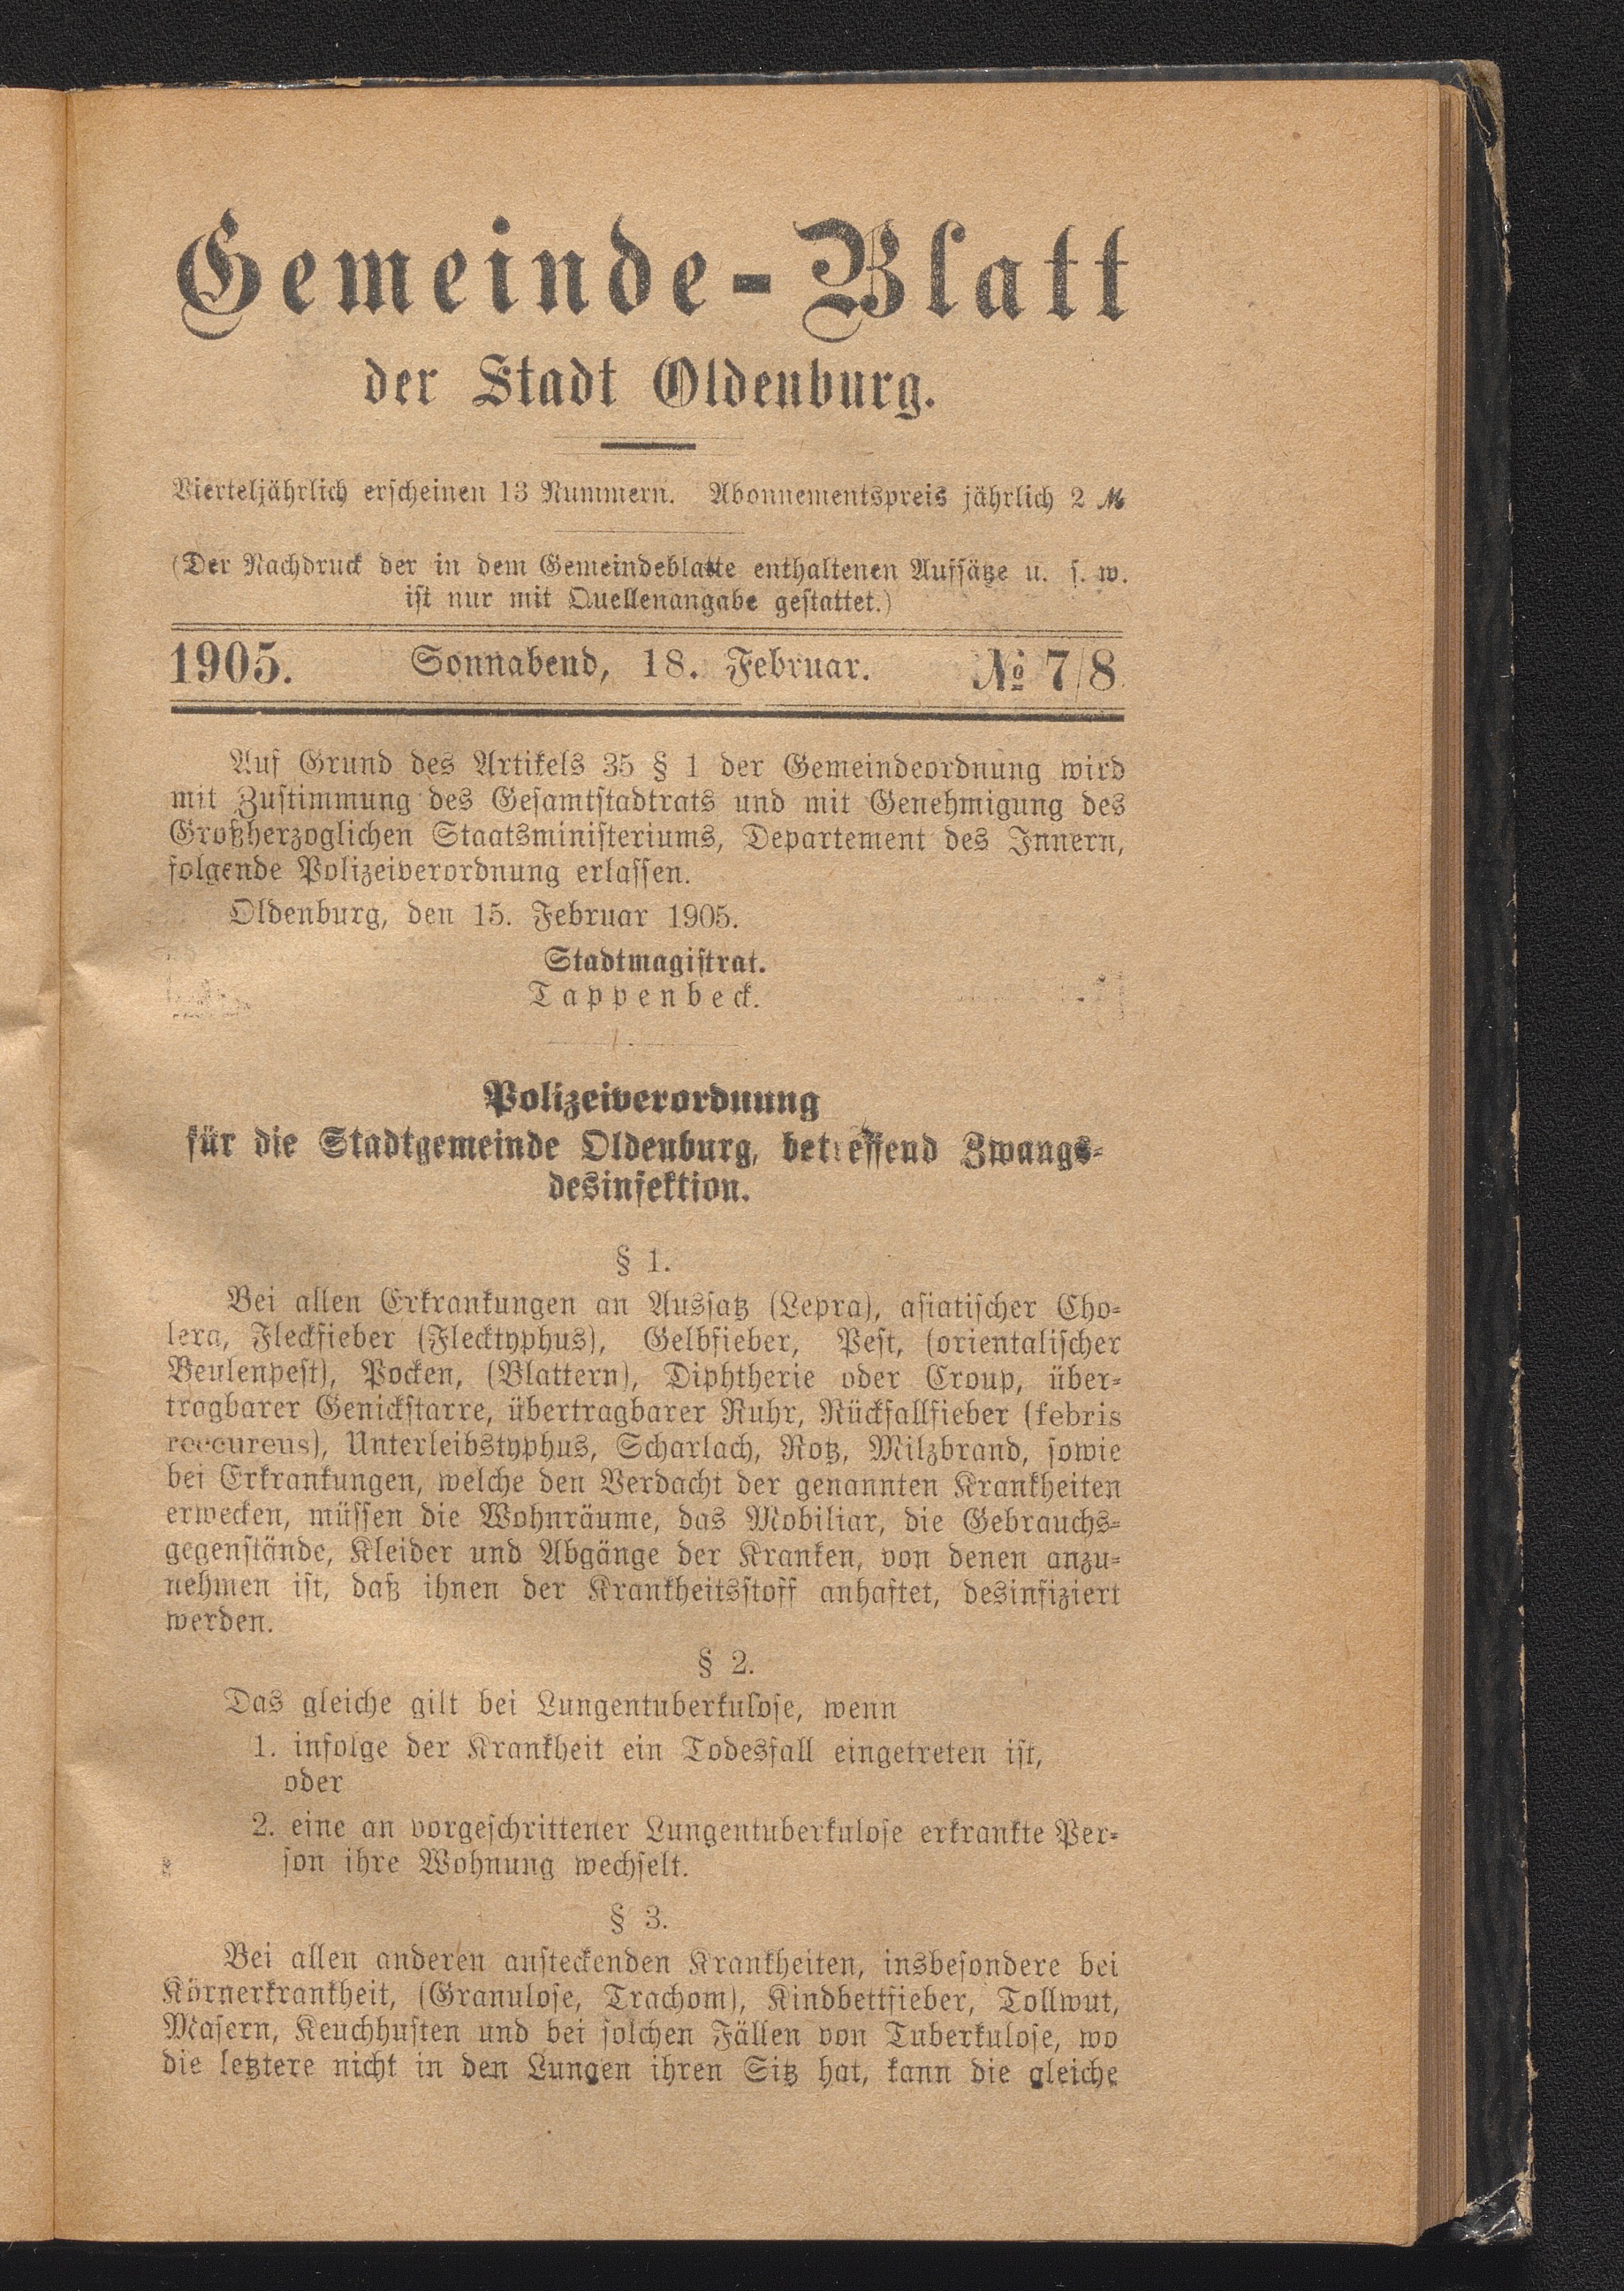 Gemeinde-Blatt
der Stadt Oldenburg.
Vierteljährlich erscheinen 13 Nummern. Abonnementspreis jährlich 2 ℳ
(Der Nachdruck der in dem Gemeindeblatte enthaltenen Aufsätze u. s. w.
ist nur mit Quellenangabe gestattet.)
1905. Sonnabend, 18. Februar. № 7/8
Auf Grund des Artikels 35 § 1 der Gemeindeordnung wird
mit Zustimmung des Gesamtstadtrats und mit Genehmigung des
Großherzoglichen Staatsministeriums, Departement des Innern,
folgende Polizeiverordnung erlassen.
Oldenburg, den 15. Februar 1905.
Stadtmagistrat.
Tappenbeck.
Polizeiverordnung
für die Stadtgemeinde Oldenburg, betreffend Zwangs-
desinfektion.
§ 1.
Bei allen Erkrankungen an Aussatz (Lepra), asiatischer Cho-
lera, Fleckfieber (Flecktyphus), Gelbfieber, Pest, (orientalischer
Beulenpest), Pocken, (Blattern), Diphtherie oder Croup, über-
tragbarer Genickstarre, übertragbarer Ruhr, Rückfallfieber (febris
reccurens), Unterleibstyphus, Scharlach, Rotz, Milzbrand, sowie
bei Erkrankungen, welche den Verdacht der genannten Krankheiten
erwecken, müssen die Wohnräume, das Mobiliar, die Gebrauchs-
gegenstände, Kleider und Abgänge der Kranken, von denen anzu-
nehmen ist, daß ihnen der Krankheitsstoff anhaftet, desinfiziert
werden.
§ 2.
Das gleiche gilt bei Lungentuberkulose, wenn
1. infolge der Krankheit ein Todesfall eingetreten ist,
oder
2. eine an vorgeschrittener Lungentuberkulose erkrankte Per-
son ihre Wohnung wechselt.
§ 3.
Bei allen anderen ansteckenden Krankheiten, insbesondere bei
Körnerkrankheit, (Granulose, Trachom), Kindbettfieber, Tollwut,
Masern, Keuchhusten und bei solchen Fällen von Tuberkulose, wo
die letztere nicht in den Lungen ihren Sitz hat, kann die gleiche